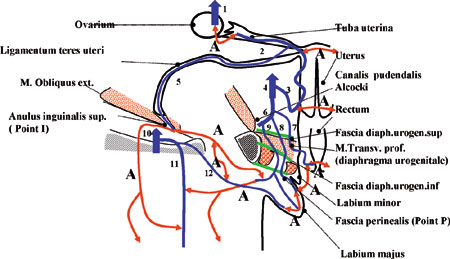 1
Ovarium
A
Tuba uterina
2
A
Ligamentum teres uteri
Uterus
5
4
3
Canalis pudendalis
Alcocki
M. Obliquus ext.
A
Rectum
Anulus inguinalis sup.
( Point I )
6
9
8
7
Fascia diaph.urogen.sup
10
M.Transv. prof.
(diaphragma urogenitale)
A
11
12
A
A
A
A
Fascia diaph.urogen.inf
Labium minor
A
Fascia perinealis (Point P)
A
Labium majus